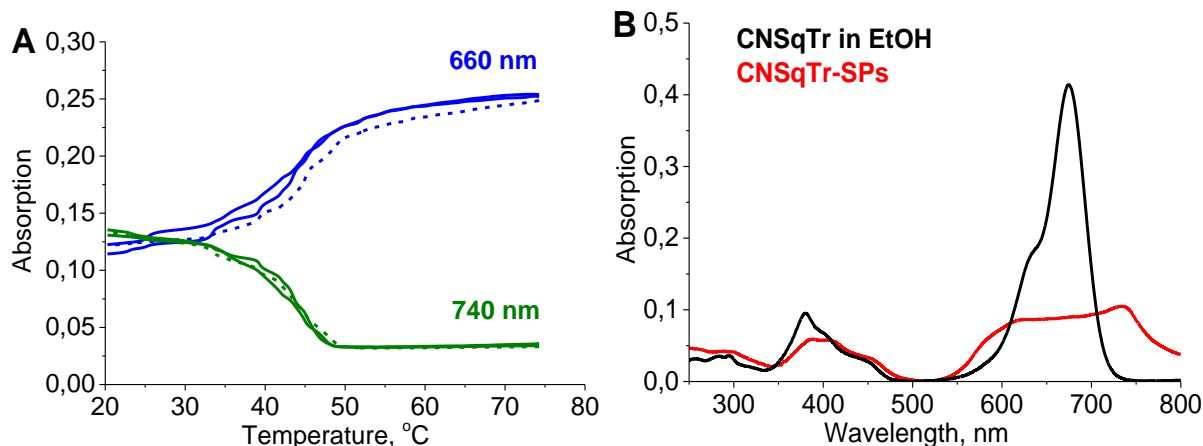 A
0,30
0,25
0,20
0,15
0,10
0,05
0,00
Absorption
660 nm
740 nm
20 30 40 50 60 70 80
Temperature, °C
B
0,5
0,4
0,3
0,2
0,1
0,0
Absorption
CNSqTr in EtOH
CNSqTr-SPs
300 400 500 600 700 800
Wavelength, nm